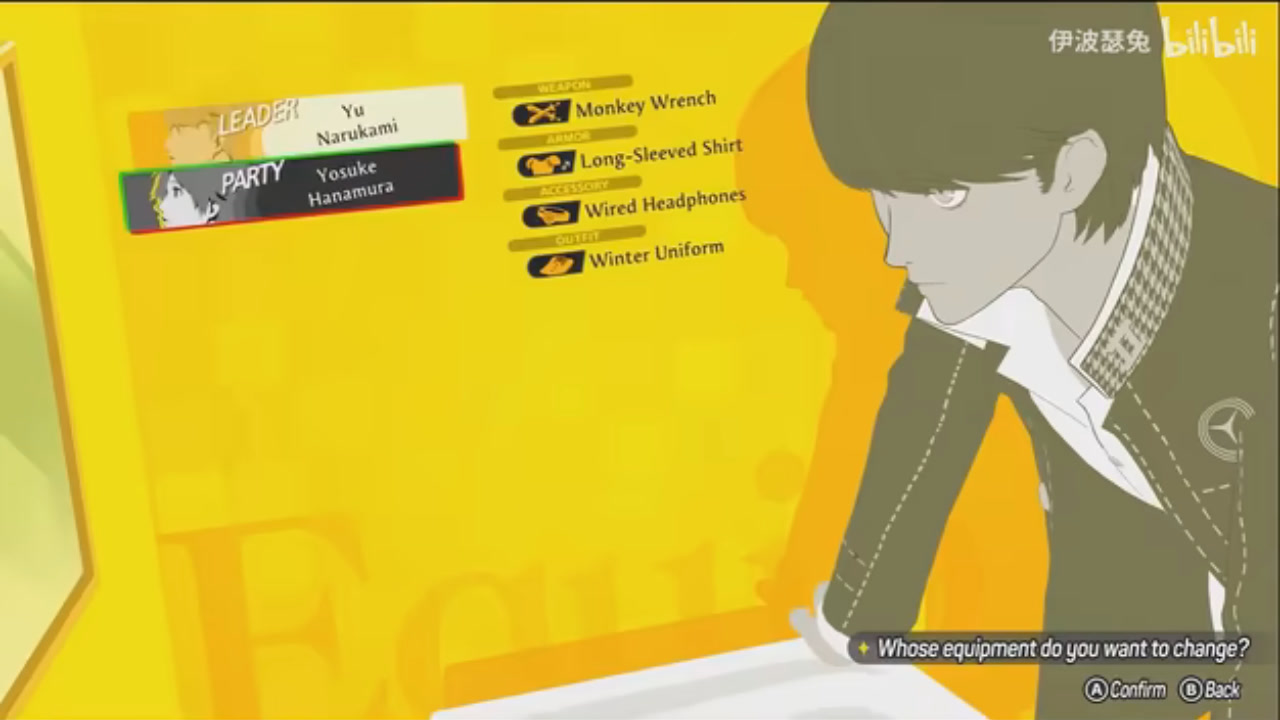 伊波瑟兔 bilibili
LEADER Yu
Narukami
PARTY Yosuke
Hanamura
WEAPON
Monkey Wrench
ARMOR
Long-Sleeved Shirt
ACCESSORY
Wired Headphones
OUTFIT
Winter Uniform
Equi
Whose equipment do you want to change?
A Confirm B Back